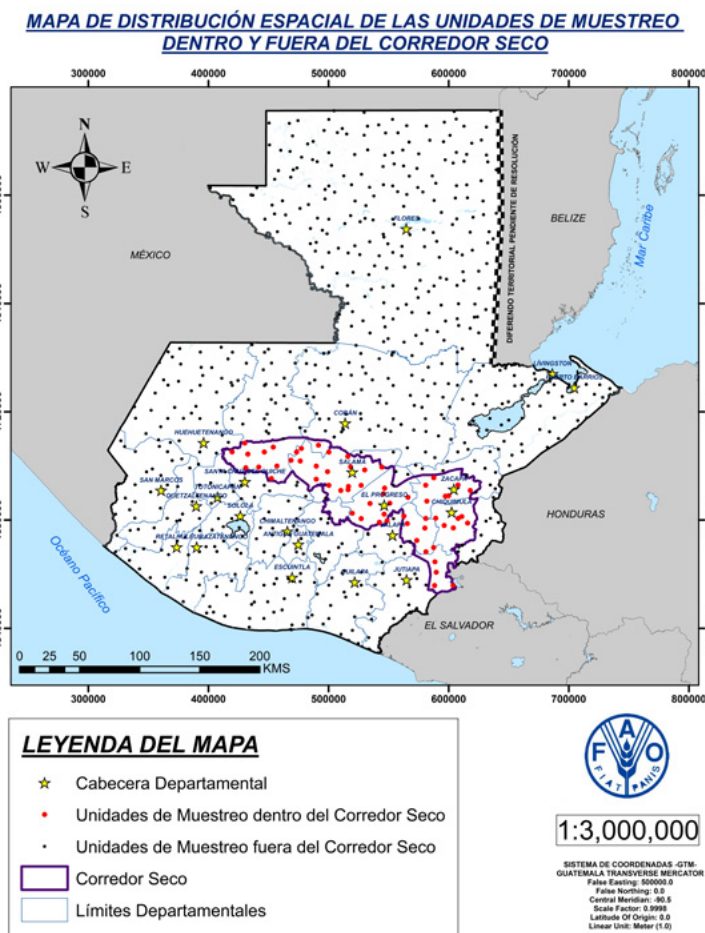 MAPA DE DISTRIBUCIÓN ESPACIAL DE LAS UNIDADES DE MUESTREO
DENTRO Y FUERA DEL CORREDOR SECO
300000 400000 500000 600000 700000 800000
N
W E
S
MÉXICO
FLORES
DIFERENDO TERRITORIAL PENDIENTE DE RESOLUCIÓN
BELIZE
Mar Caribe
LÍVINGSTON
PUERTO BARRIOS
COBÁN
HUEHUETENANGO
SALAMÁ
SAN MARCOS
TOTONICAPÁN
QUETZALTENANGO
SOLOLÁ
EL PROGRESO
ZACAPA
CHIQUIMULA
CHIMALTENANGO
ANTIGUA GUATEMALA
JALAPA
HONDURAS
ESCUINTLA
CUILAPA
JUTIAPA
Océano Pacífico
EL SALVADOR
0 25 50 100 150 200
KMS
300000 400000 500000 600000 700000 800000
LEYENDA DEL MAPA
Cabecera Departamental
Unidades de Muestreo dentro del Corredor Seco
Unidades de Muestreo fuera del Corredor Seco
Corredor Seco
Límites Departamentales
F A O
FIAT PANIS
1:3,000,000
SISTEMA DE COORDENADAS -GTM-
GUATEMALA TRANSVERSE MERCATOR
False Easting: 500000.0
False Northing: 0.0
Central Meridian: -90.5
Scale Factor: 0.9998
Latitude Of Origin: 0.0
Linear Unit: Meter (1.0)